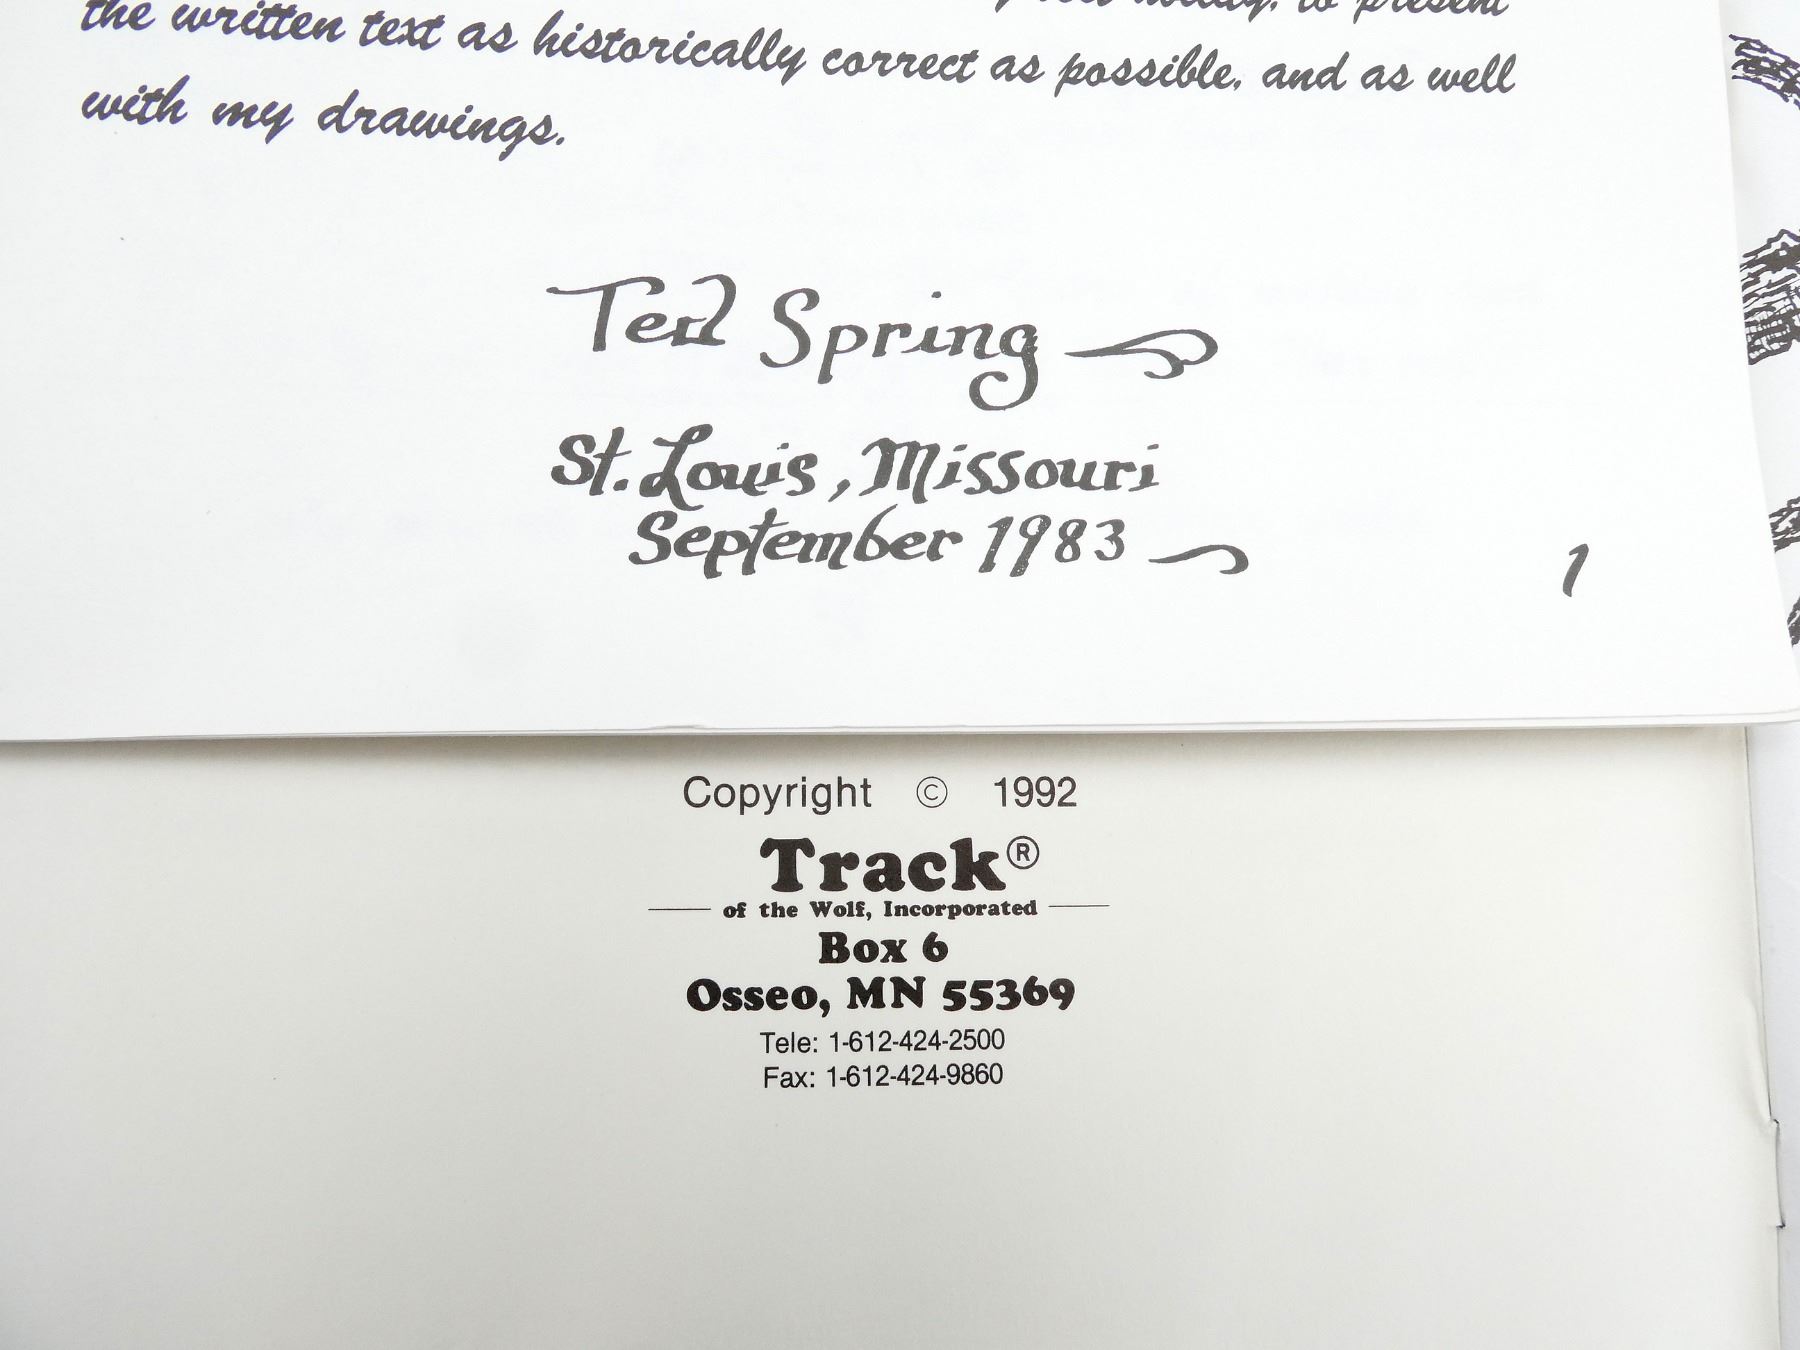 to present
the written text as historically correct as possible, and as well
with my drawings.
Ted Spring
St. Louis, Missouri
September 1983
1
Copyright © 1992
Track®
of the Wolf, Incorporated
Box 6
Osseo, MN 55369
Tele: 1-612-424-2500
Fax: 1-612-424-9860